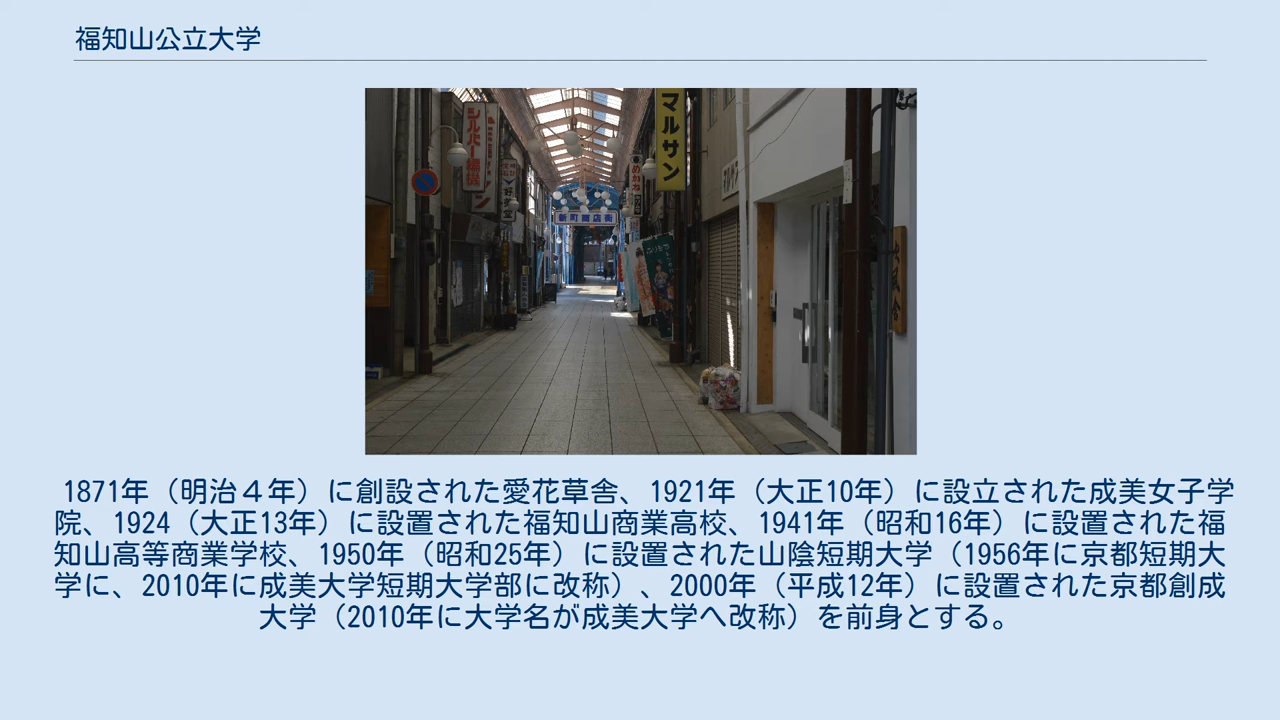 福知山公立大学
シルバー
マルサン
めがね
新町商店街
1871年（明治４年）に創設された愛花草舎、1921年（大正10年）に設立された成美女子学
院、1924（大正13年）に設置された福知山商業高校、1941年（昭和16年）に設置された福
知山高等商業学校、1950年（昭和25年）に設置された山陰短期大学（1956年に京都短期大
学に、2010年に成美大学短期大学部に改称）、2000年（平成12年）に設置された京都創成
大学（2010年に大学名が成美大学へ改称）を前身とする。